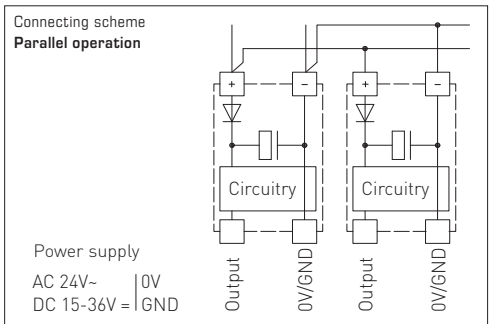 Connecting scheme
Parallel operation
+ − + −
Circuitry Circuitry
Output 0V/GND Output 0V/GND
Power supply
AC 24V~ 0V
DC 15-36V = GND